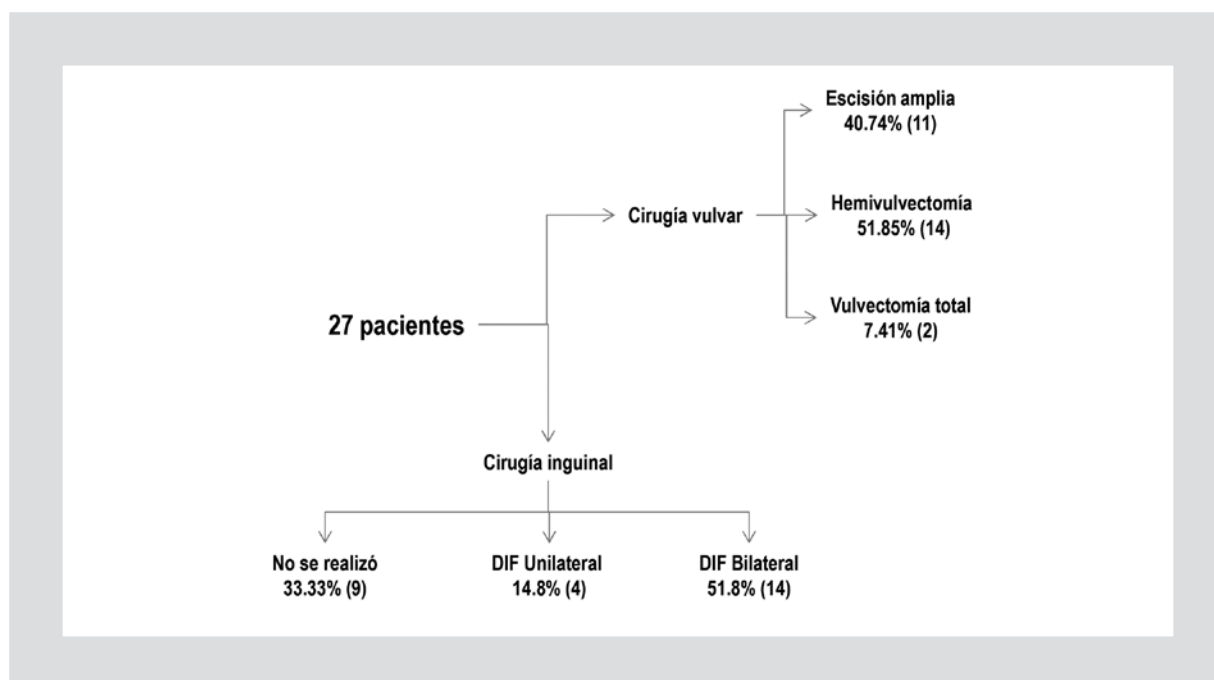 Escisión amplia
40.74% (11)
Cirugía vulvar
Hemivulvectomía
51.85% (14)
Vulvectomía total
7.41% (2)
27 pacientes
Cirugía inguinal
No se realizó
33.33% (9)
DIF Unilateral
14.8% (4)
DIF Bilateral
51.8% (14)